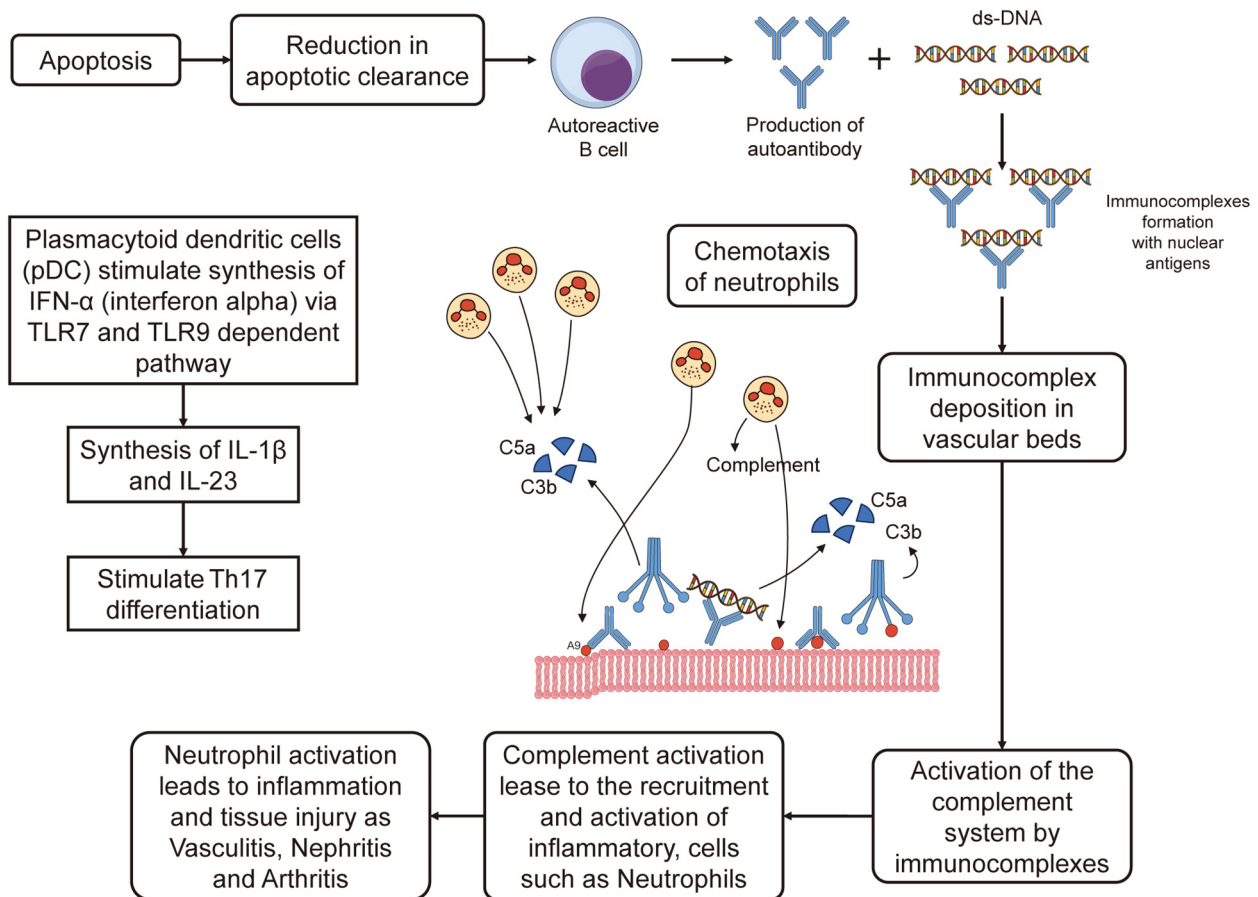 Apoptosis
Reduction in
apoptotic clearance
Autoreactive
B cell
Production of
autoantibody
+
ds-DNA
Immunocomplexes
formation
with nuclear
antigens
Plasmacytoid dendritic cells
(pDC) stimulate synthesis of
IFN-α (interferon alpha) via
TLR7 and TLR9 dependent
pathway
Synthesis of IL-1β
and IL-23
Stimulate Th17
differentiation
Chemotaxis
of neutrophils
C5a
C3b
Complement
C5a
C3b
A9
Immunocomplex
deposition in
vascular beds
Activation of the
complement
system by
immunocomplexes
Complement activation
lease to the recruitment
and activation of
inflammatory, cells
such as Neutrophils
Neutrophil activation
leads to inflammation
and tissue injury as
Vasculitis, Nephritis
and Arthritis